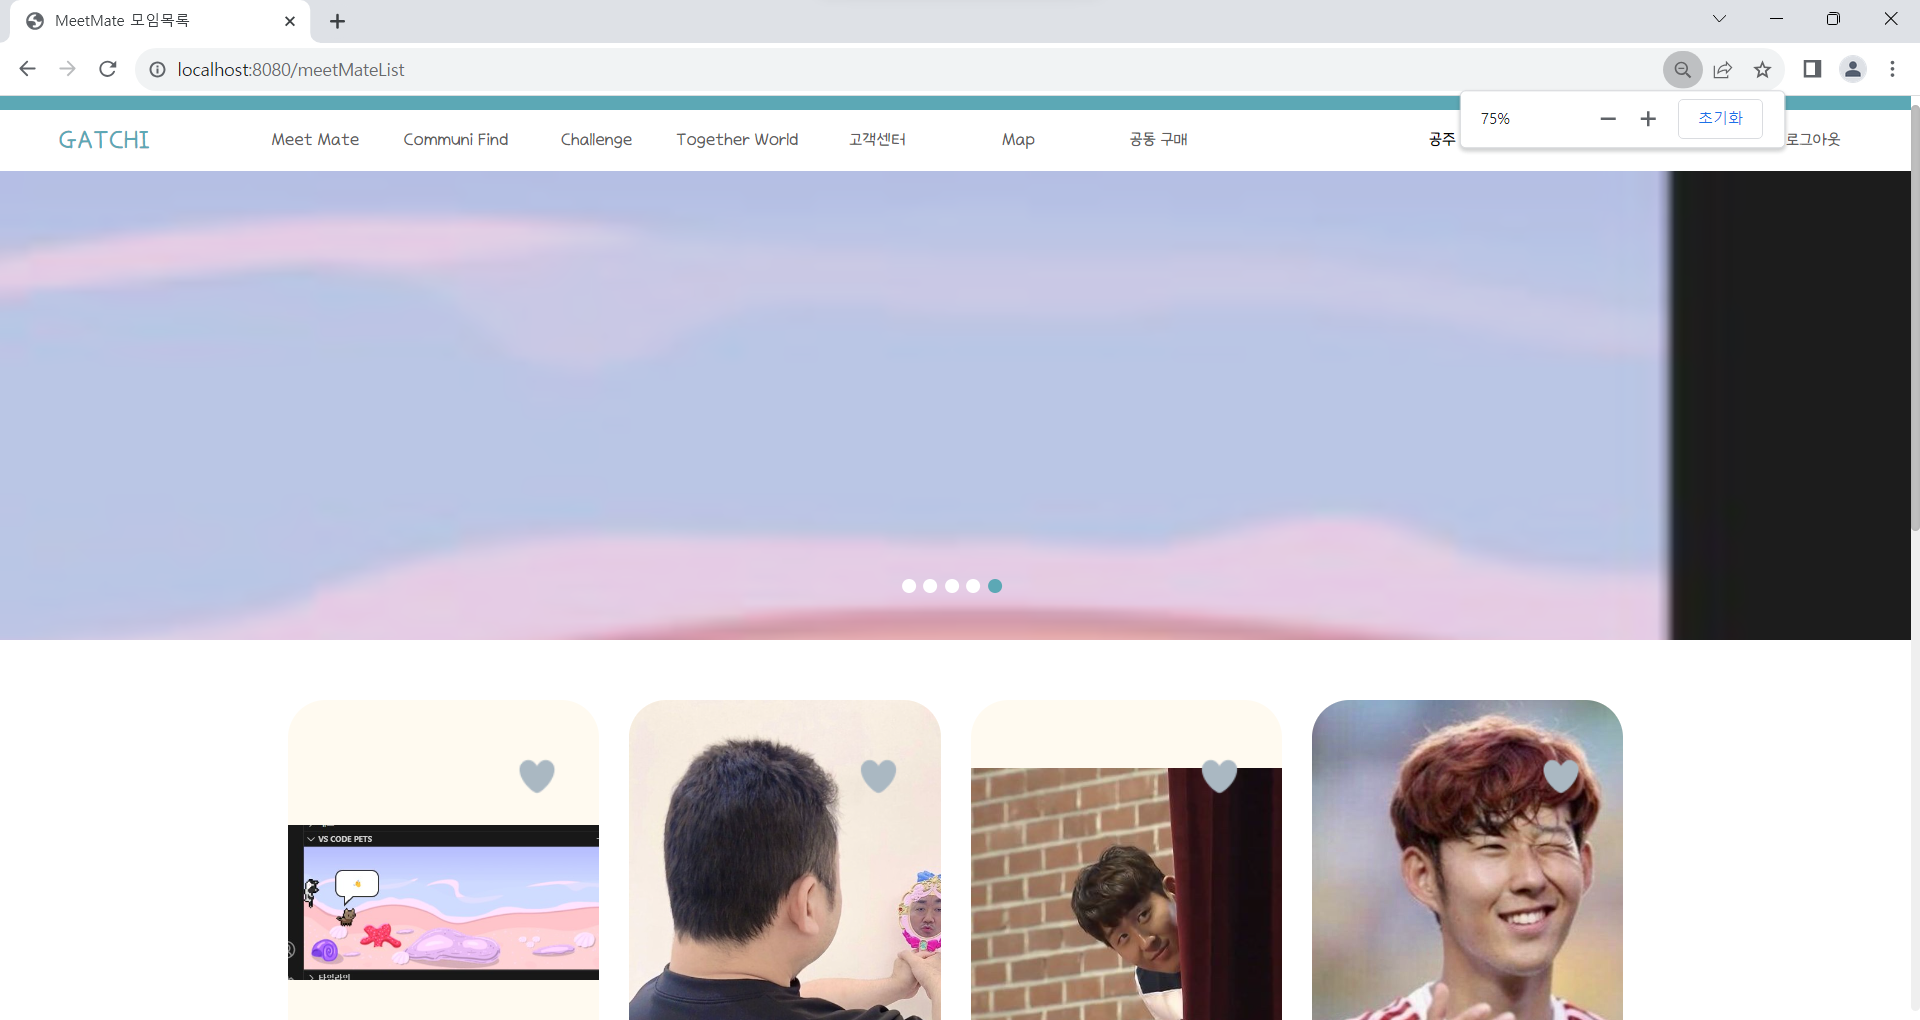 MeetMate 모임목록
localhost:8080/meetMateList
75%
초기화
GATCHI
Meet Mate
Communi Find
Challenge
Together World
고객센터
Map
공동 구매
공주
로그아웃
VS CODE PETS
타임라인